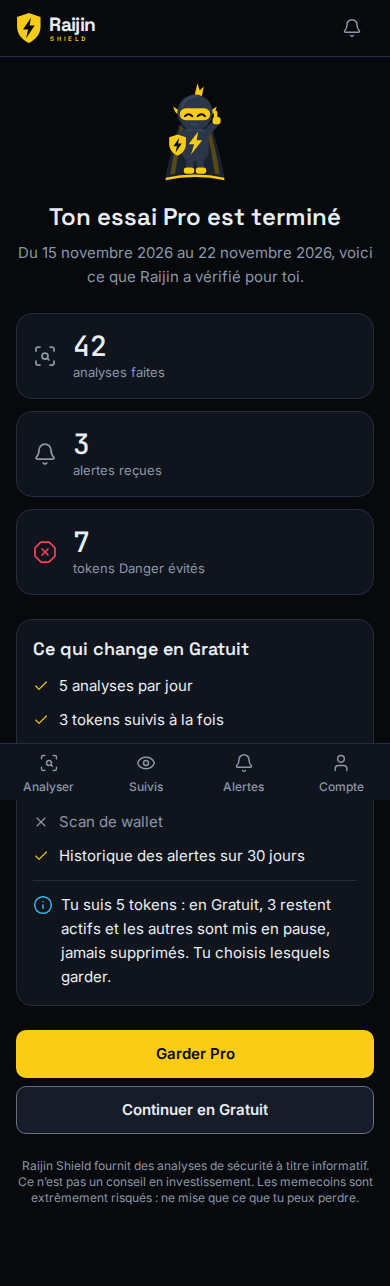 Raijin
SHIELD
Ton essai Pro est terminé
Du 15 novembre 2026 au 22 novembre 2026, voici
ce que Raijin a vérifié pour toi.
42
analyses faites
3
alertes reçues
7
tokens Danger évités
Ce qui change en Gratuit
5 analyses par jour
3 tokens suivis à la fois
Analyser
Suivis
Alertes
Compte
Scan de wallet
Historique des alertes sur 30 jours
Tu suis 5 tokens : en Gratuit, 3 restent
actifs et les autres sont mis en pause,
jamais supprimés. Tu choisis lesquels
garder.
Garder Pro
Continuer en Gratuit
Raijin Shield fournit des analyses de sécurité à titre informatif.
Ce n'est pas un conseil en investissement. Les memecoins sont
extrêmement risqués : ne mise que ce que tu peux perdre.